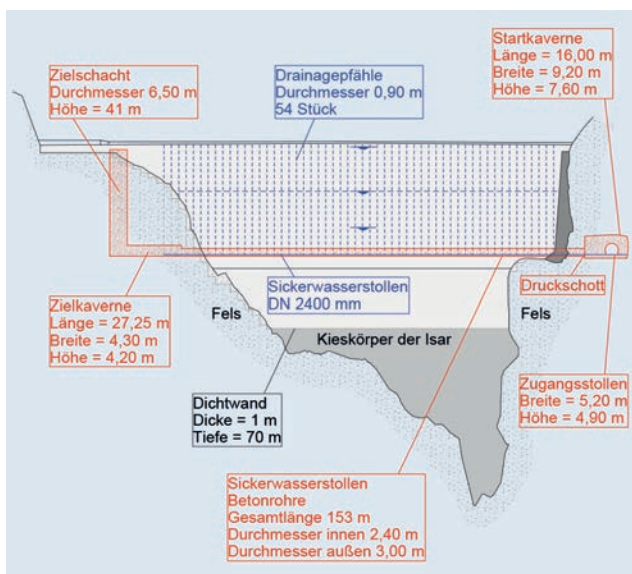 Startkaverne
Länge = 16,00 m
Breite = 9,20 m
Höhe = 7,60 m
Zielschacht
Durchmesser 6,50 m
Höhe = 41 m
Drainagepfähle
Durchmesser 0,90 m
54 Stück
Zielkaverne
Länge = 27,25 m
Breite = 4,30 m
Höhe = 4,20 m
Sickerwasserstollen
DN 2400 mm
Druckschott
Fels
Fels
Kieskörper der Isar
Dichtwand
Dicke = 1 m
Tiefe = 70 m
Zugangsstollen
Breite = 5,20 m
Höhe = 4,90 m
Sickerwasserstollen
Betonrohre
Gesamtlänge 153 m
Durchmesser innen 2,40 m
Durchmesser außen 3,00 m